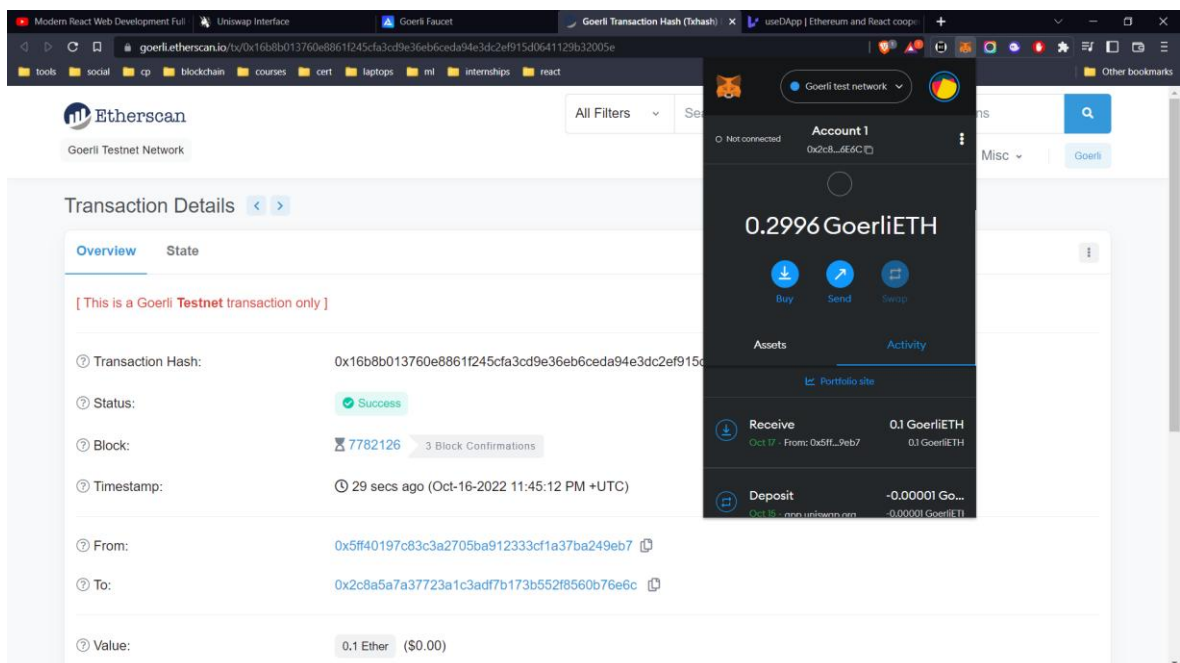 Modern React Web Development Full
Uniswap Interface
Goerli Faucet
Goerli Transaction Hash (Txhash)
useDApp | Ethereum and React coope
goerli.etherscan.io/tx/0x16b8b013760e8861f245cfa3cd9e36eb6ceda94e3dc2ef915d0641129b32005e
tools social cp blockchain courses cert laptops ml internships react
Other bookmarks
Etherscan
Goerli Testnet Network
All Filters
Sea
ns
Misc
Goerli
Transaction Details
Overview State
[ This is a Goerli Testnet transaction only ]
Transaction Hash: 0x16b8b013760e8861f245cfa3cd9e36eb6ceda94e3dc2ef915d
Status: Success
Block: 7782126 3 Block Confirmations
Timestamp: 29 secs ago (Oct-16-2022 11:45:12 PM +UTC)
From: 0x5ff40197c83c3a2705ba912333cf1a37ba249eb7
To: 0x2c8a5a7a37723a1c3adf7b173b552f8560b76e6c
Value: 0.1 Ether ($0.00)
Goerli test network
Not connected
Account 1
0x2c8...6E6C
0.2996 GoerliETH
Buy Send Swap
Assets Activity
Portfolio site
Receive 0.1 GoerliETH
Oct 17 · From: 0x5ff...9eb7 0.1 GoerliETH
Deposit -0.00001 Go...
Oct 15 · app.uniswap.org -0.00001 GoerliETH